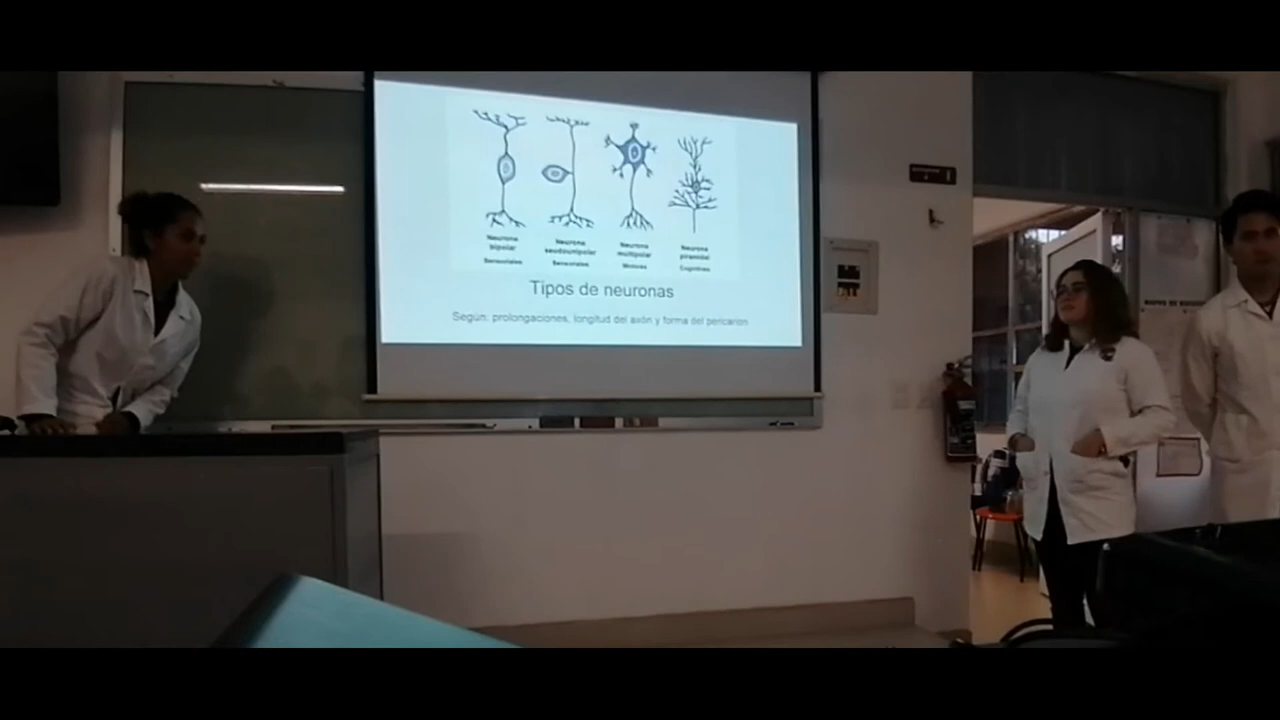 Neurona bipolar
Sensoriales
Neurona seudounipolar
Sensoriales
Neurona multipolar
Motores
Neurona piramidal
Cognitivas
Tipos de neuronas
Según: prolongaciones, longitud del axón y forma del pericarion